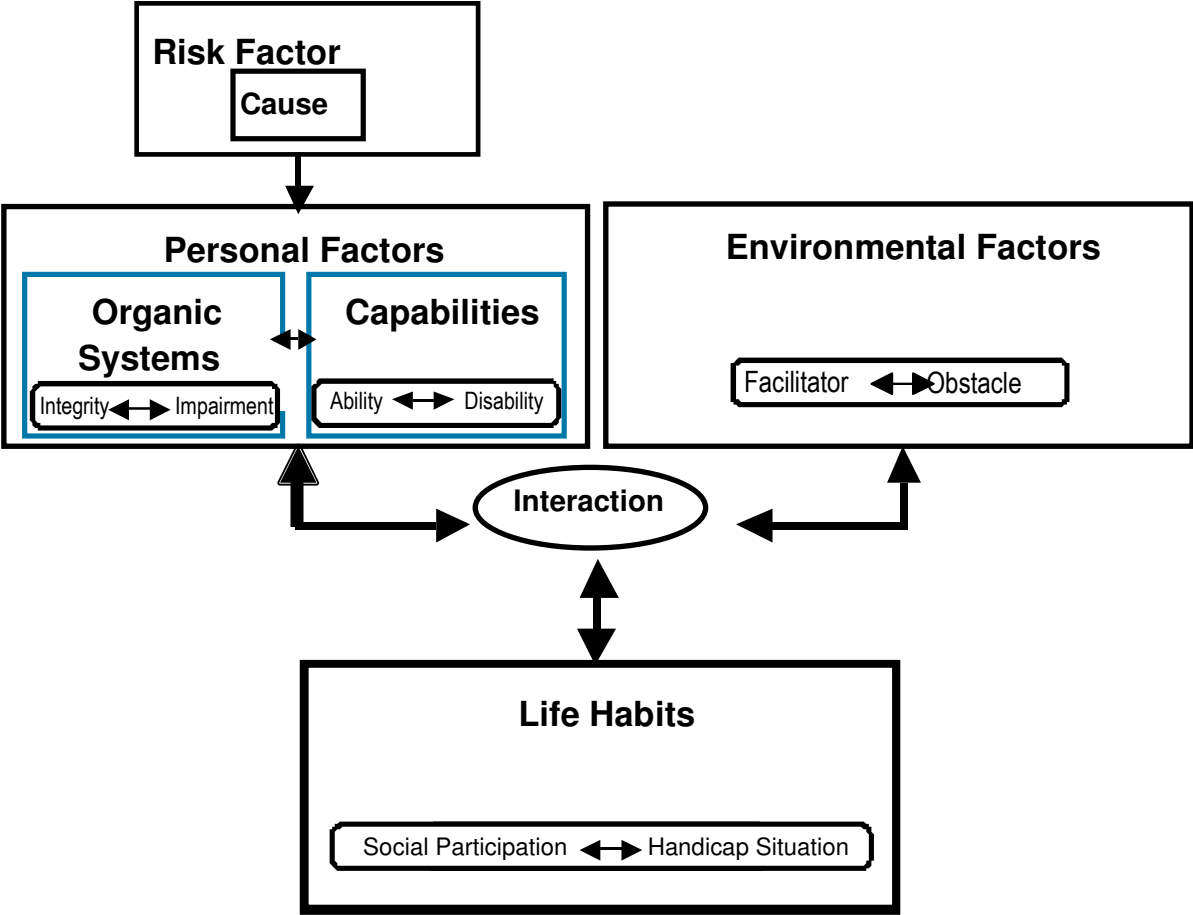 Risk Factor
Cause
Personal Factors
Organic
Systems
Integrity Impairment
Capabilities
Ability Disability
Environmental Factors
Facilitator Obstacle
Interaction
Life Habits
Social Participation Handicap Situation